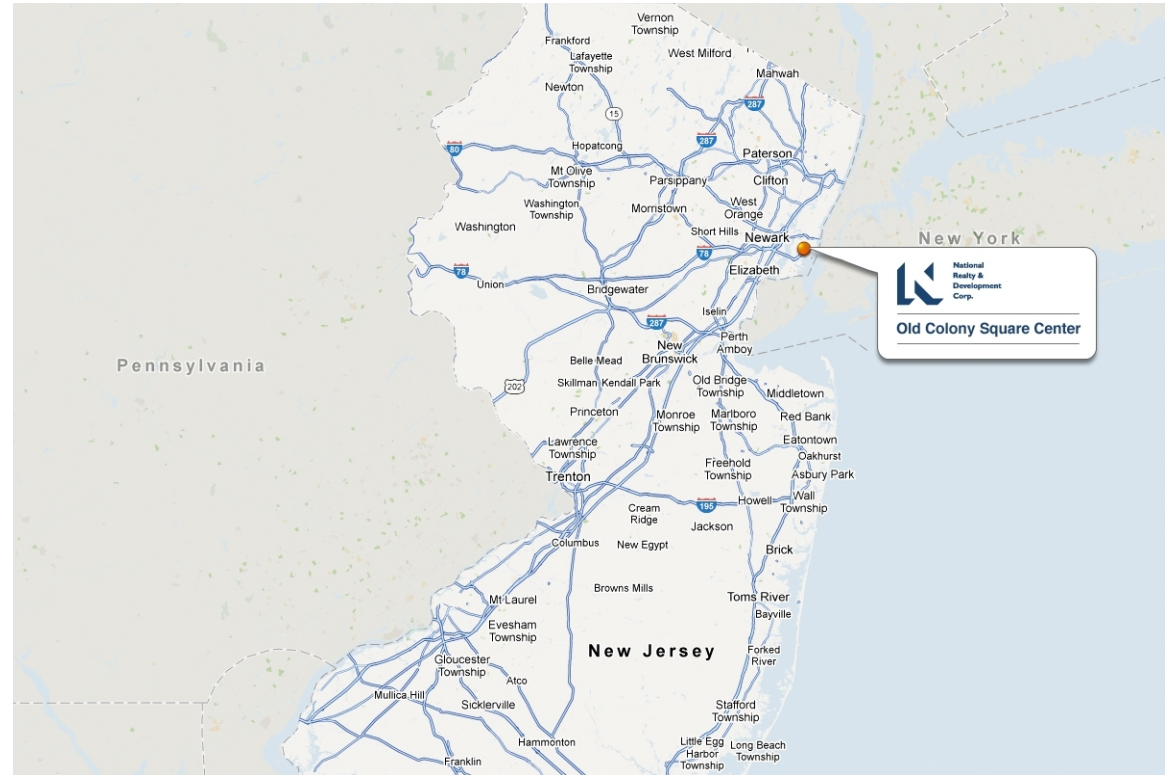 Vernon
Township
Frankford
West Milford
Lafayette
Township
Mahwah
Newton
287
15
287
80
Hopatcong
Paterson
Mt Olive
Township
Parsippany
Clifton
Washington
Township
Morristown
West
Orange
Washington
Short Hills
Newark
New York
78
78
Elizabeth
Union
Bridgewater
National
Realty &
Development
Corp.
Old Colony Square Center
Iselin
287
Perth
Amboy
New
Brunswick
Belle Mead
Pennsylvania
202
Skillman
Kendall Park
Old Bridge
Township
Middletown
Princeton
Monroe
Township
Marlboro
Township
Red Bank
Lawrence
Township
Eatontown
Oakhurst
Trenton
Freehold
Township
Asbury Park
195
Howell
Wall
Township
Cream
Ridge
Jackson
Columbus
New Egypt
Brick
Browns Mills
Mt Laurel
Toms River
Bayville
Evesham
Township
New Jersey
Forked
River
Gloucester
Township
Atco
Mullica Hill
Sicklerville
Stafford
Township
Hammonton
Little Egg
Harbor
Township
Long Beach
Township
Franklin